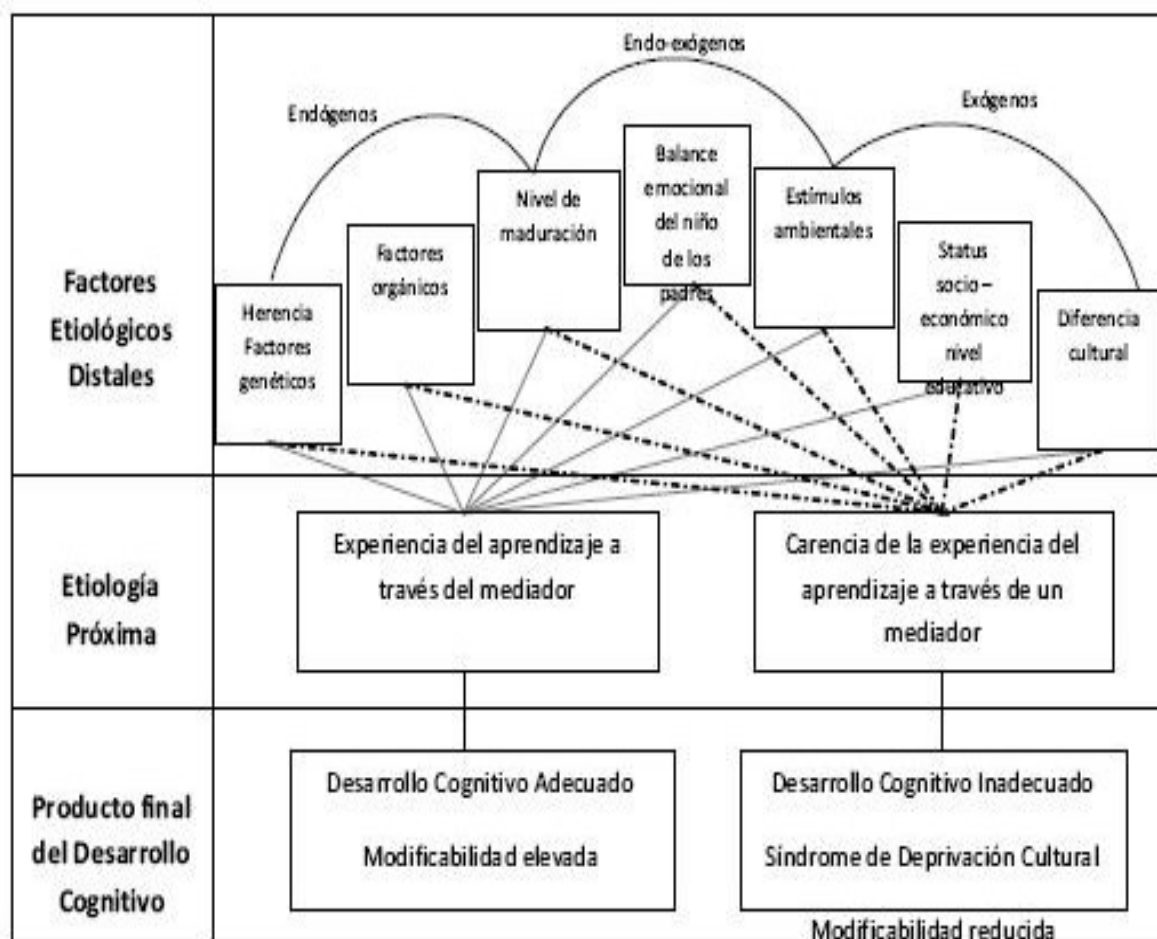 Endo-exógenos
Endógenos
Exógenos
Factores
Etiológicos
Distales
Herencia
Factores
genéticos
Factores
orgánicos
Nivel de
maduración
Balance
emocional
del niño
de los
padres
Estímulos
ambientales
Status
socio –
económico
nivel
educativo
Diferencia
cultural
Etiología
Próxima
Experiencia del aprendizaje a
través del mediador
Carencia de la experiencia del
aprendizaje a través de un
mediador
Producto final
del Desarrollo
Cognitivo
Desarrollo Cognitivo Adecuado
Modificabilidad elevada
Desarrollo Cognitivo Inadecuado
Síndrome de Deprivación Cultural
Modificabilidad reducida